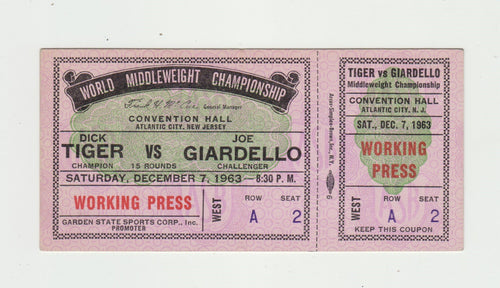 WORLD MIDDLEWEIGHT CHAMPIONSHIP
General Manager
CONVENTION HALL
ATLANTIC CITY, NEW JERSEY
DICK JOE
TIGER VS GIARDELLO
CHAMPION 15 ROUNDS CHALLENGER
SATURDAY, DECEMBER 7, 1963—8:30 P. M.
WORKING PRESS
GARDEN STATE SPORTS CORP., Inc.
PROMOTER
WEST
ROW SEAT
A 2
N.Y.
6
TIGER vs GIARDELLO
Middleweight Championship
CONVENTION HALL
ATLANTIC CITY, N. J.
SAT., DEC. 7, 1963
WORKING
PRESS
WEST
ROW SEAT
A 2
KEEP THIS COUPON